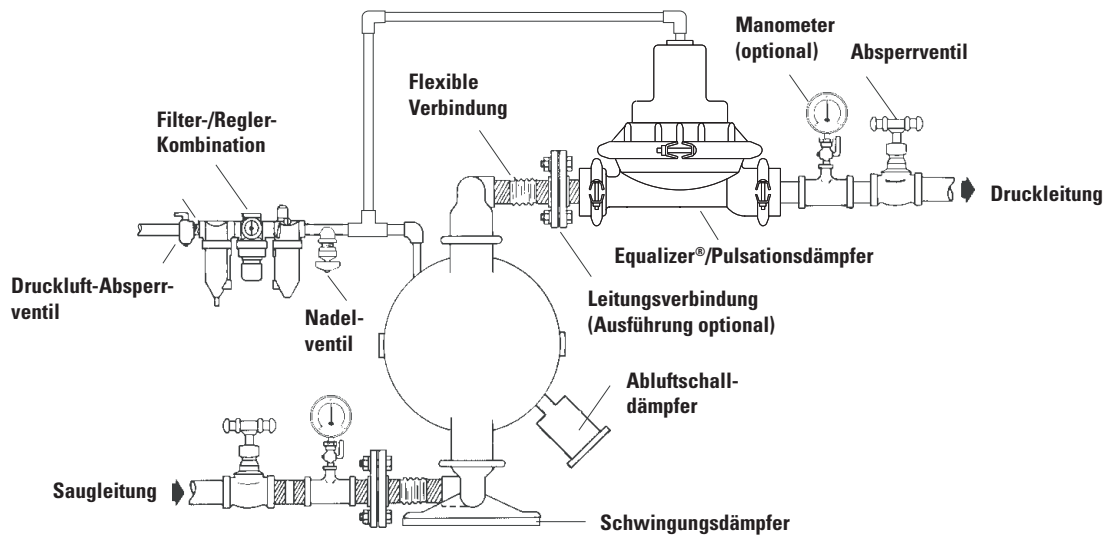 Manometer
(optional)
Absperrventil
Flexible
Verbindung
Filter-/Regler-
Kombination
Druckleitung
Equalizer®/Pulsationsdämpfer
Druckluft-Absperr-
ventil
Nadel-
ventil
Leitungsverbindung
(Ausführung optional)
Abluftschall-
dämpfer
Saugleitung
Schwingungsdämpfer